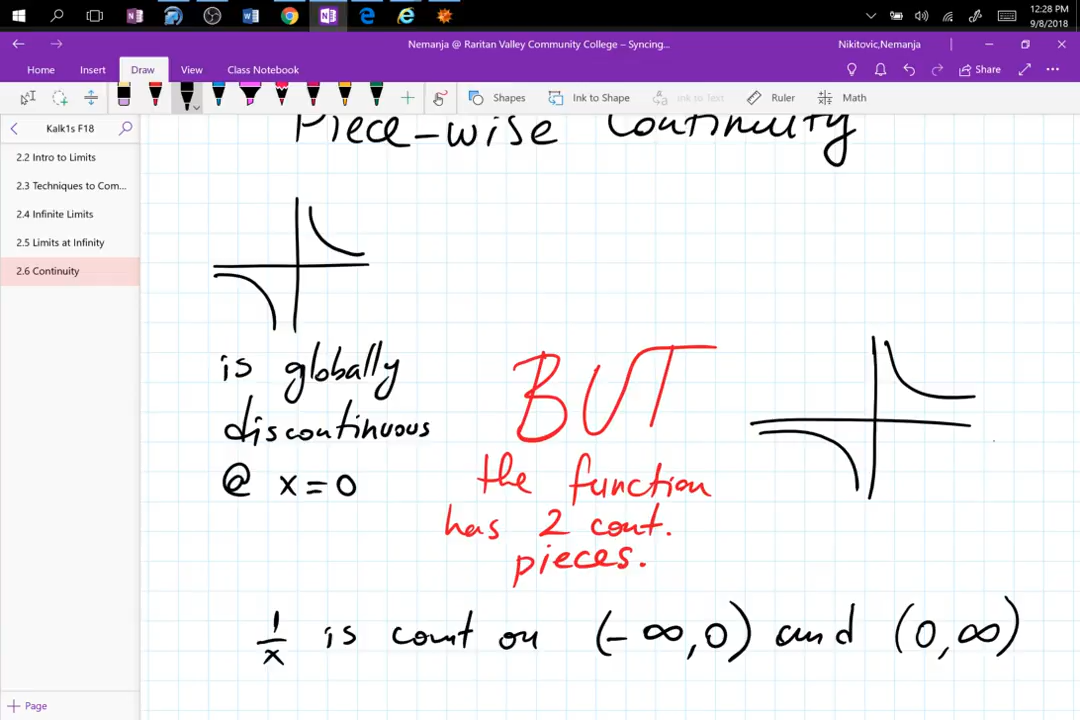 12:28 PM
9/8/2018
Nemanja @ Raritan Valley Community College – Syncing...
Nikitovic,Nemanja
Home Insert Draw View Class Notebook
Share
Shapes Ink to Shape Ink to Text Ruler Math
Kalk1s F18
2.2 Intro to Limits
2.3 Techniques to Com...
2.4 Infinite Limits
2.5 Limits at Infinity
2.6 Continuity
Page
Piece-wise Continuity
is globally
discontinuous
@ x=0
BUT
the function
has 2 cont.
pieces.
1/x is cont on (-∞,0) and (0,∞)